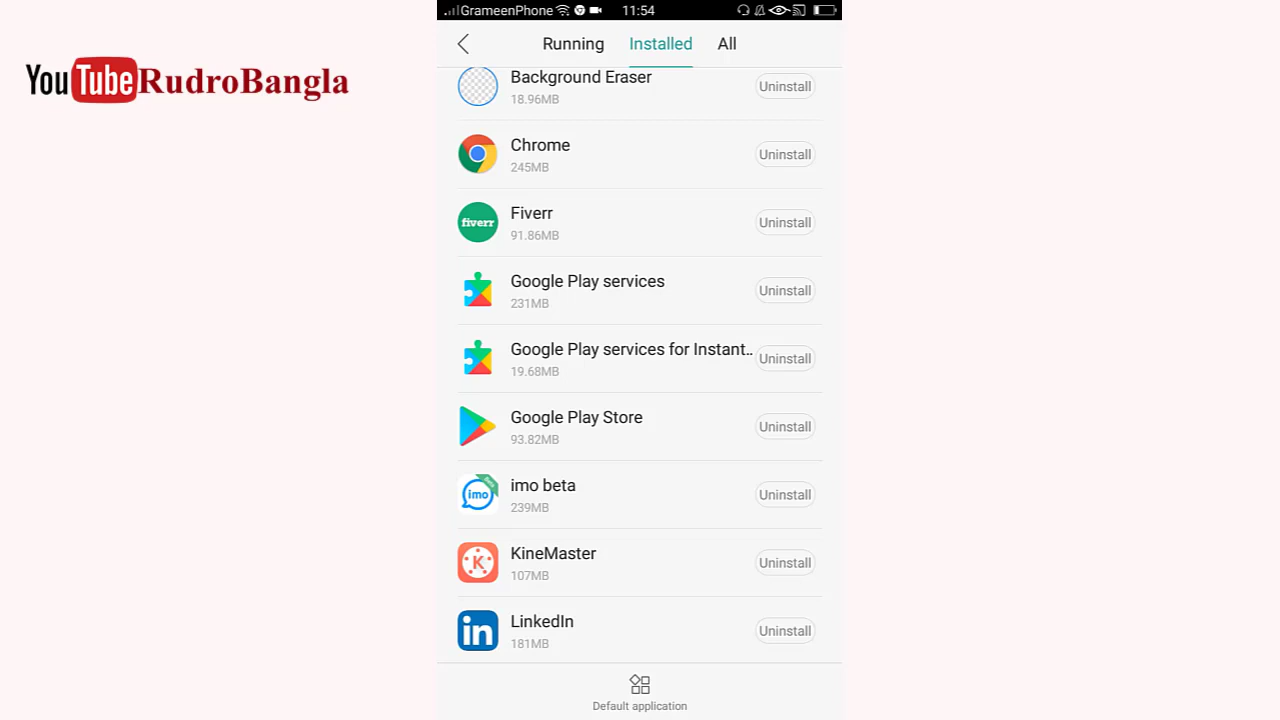 GrameenPhone 11:54
YouTube RudroBangla
Running Installed All
Background Eraser
18.96MB
Uninstall
Chrome
245MB
Uninstall
fiverr
Fiverr
91.86MB
Uninstall
Google Play services
231MB
Uninstall
Google Play services for Instant..
19.68MB
Uninstall
Google Play Store
93.82MB
Uninstall
imo
Beta
imo beta
239MB
Uninstall
K
KineMaster
107MB
Uninstall
in
LinkedIn
181MB
Uninstall
Default application